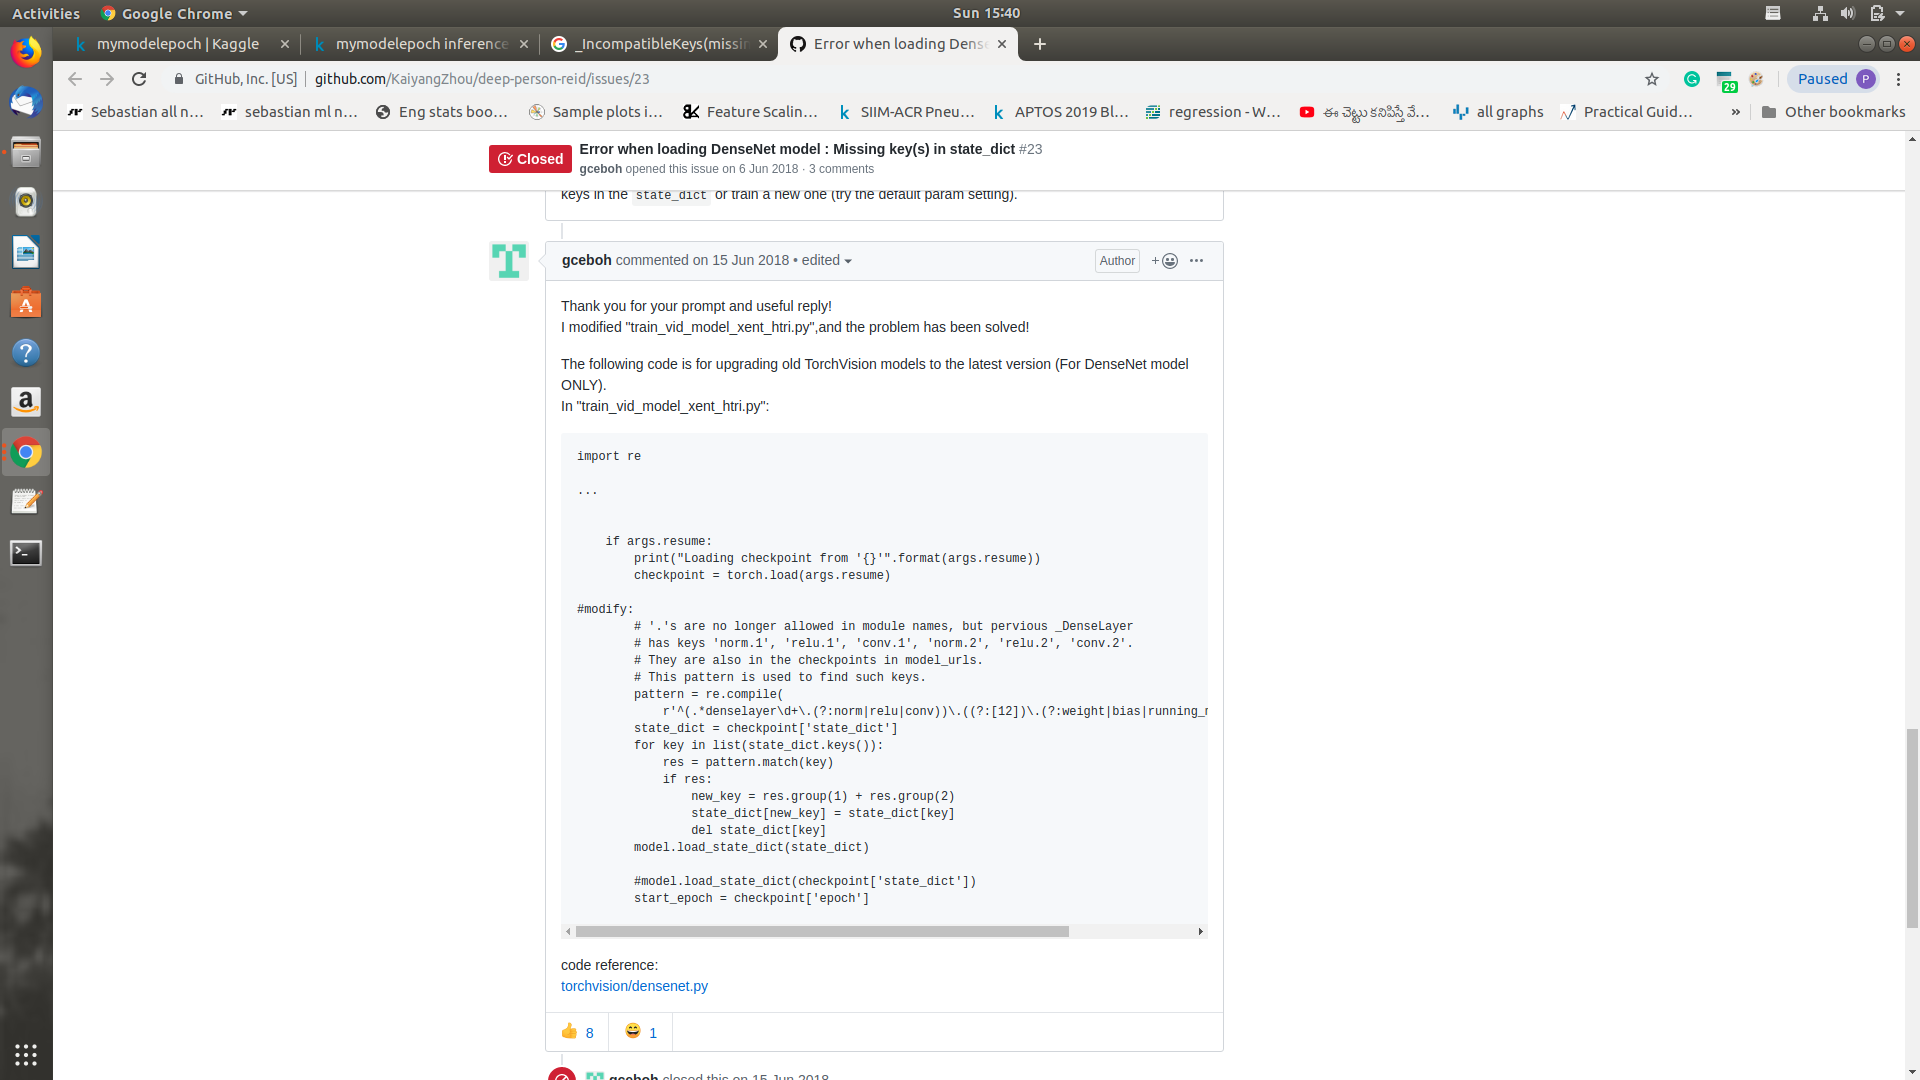 Activities
Google Chrome
Sun 15:40
mymodelepoch | Kaggle
mymodelepoch inference
_IncompatibleKeys(missin
Error when loading Dense
GitHub, Inc. [US]
github.com/KaiyangZhou/deep-person-reid/issues/23
29
Paused
P
Sebastian all n...
sebastian ml n...
Eng stats boo...
Sample plots i...
Feature Scalin...
SIIM-ACR Pneu...
APTOS 2019 Bl...
regression - W...
ఈ చెట్టు కనిపిస్తే వే...
all graphs
Practical Guid...
»
Other bookmarks
Closed
Error when loading DenseNet model : Missing key(s) in state_dict #23
gceboh opened this issue on 6 Jun 2018 · 3 comments
keys in the state_dict or train a new one (try the default param setting).
gceboh commented on 15 Jun 2018 • edited
Author
Thank you for your prompt and useful reply!
I modified "train_vid_model_xent_htri.py",and the problem has been solved!
The following code is for upgrading old TorchVision models to the latest version (For DenseNet model
ONLY).
In "train_vid_model_xent_htri.py":
import re
...
if args.resume:
print("Loading checkpoint from '{}'".format(args.resume))
checkpoint = torch.load(args.resume)
#modify:
# '.'s are no longer allowed in module names, but pervious _DenseLayer
# has keys 'norm.1', 'relu.1', 'conv.1', 'norm.2', 'relu.2', 'conv.2'.
# They are also in the checkpoints in model_urls.
# This pattern is used to find such keys.
pattern = re.compile(
r'^(.*denselayer\d+\.(?:norm|relu|conv))\.((?:[12])\.(?:weight|bias|running_m
state_dict = checkpoint['state_dict']
for key in list(state_dict.keys()):
res = pattern.match(key)
if res:
new_key = res.group(1) + res.group(2)
state_dict[new_key] = state_dict[key]
del state_dict[key]
model.load_state_dict(state_dict)
#model.load_state_dict(checkpoint['state_dict'])
start_epoch = checkpoint['epoch']
code reference:
torchvision/densenet.py
8
1
gceboh closed this on 15 Jun 2018